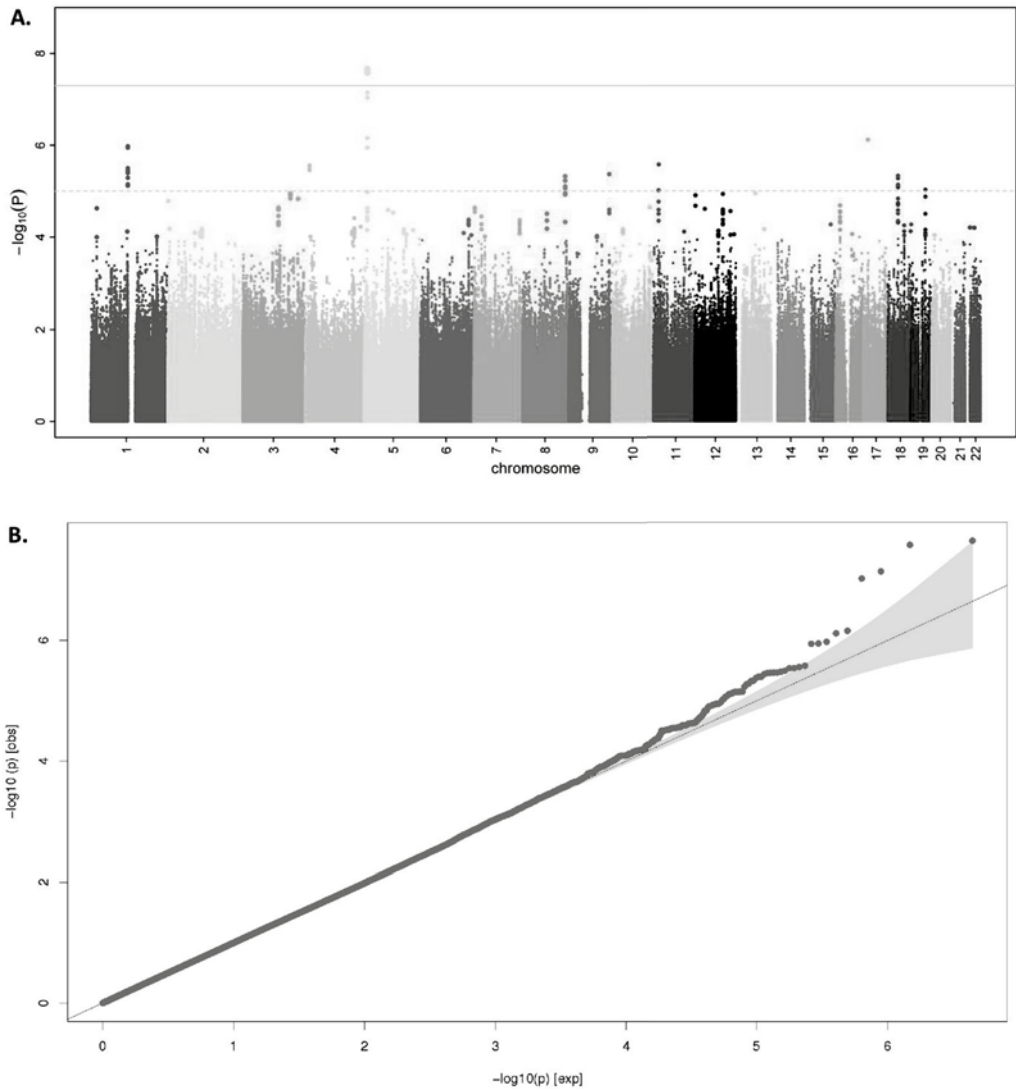 A.
8
6
4
2
0
−log₁₀(P)
1 2 3 4 5 6 7 8 9 10 11 12 13 14 15 16 17 18 19 20 21 22
chromosome
B.
6
4
2
0
−log10 (p) [obs]
0 1 2 3 4 5 6
−log10(p) [exp]